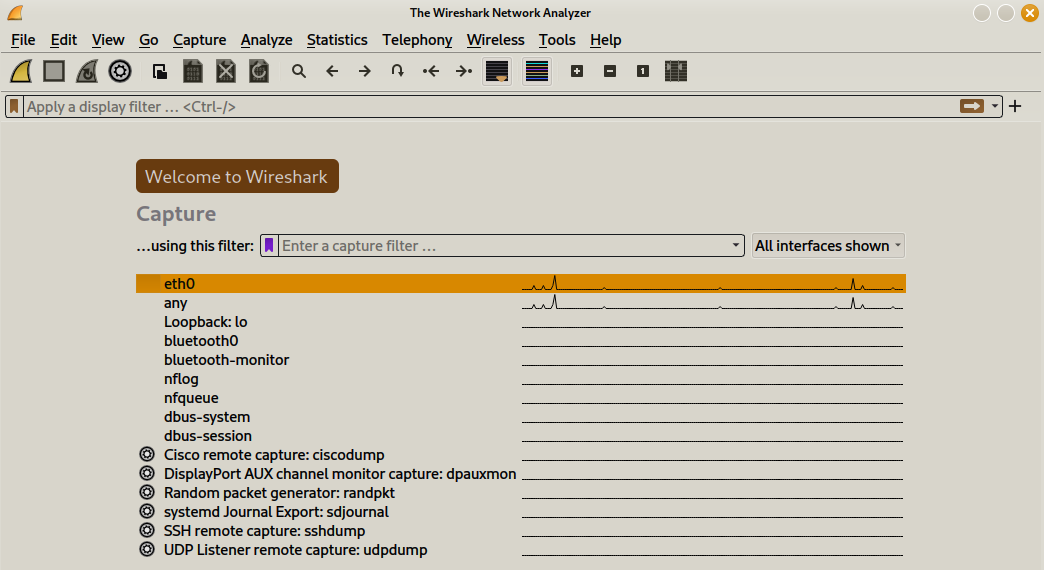 The Wireshark Network Analyzer
File Edit View Go Capture Analyze Statistics Telephony Wireless Tools Help
1
Apply a display filter … <Ctrl-/>
Welcome to Wireshark
Capture
…using this filter: Enter a capture filter … All interfaces shown
eth0
any
Loopback: lo
bluetooth0
bluetooth-monitor
nflog
nfqueue
dbus-system
dbus-session
Cisco remote capture: ciscodump
DisplayPort AUX channel monitor capture: dpauxmon
Random packet generator: randpkt
systemd Journal Export: sdjournal
SSH remote capture: sshdump
UDP Listener remote capture: udpdump